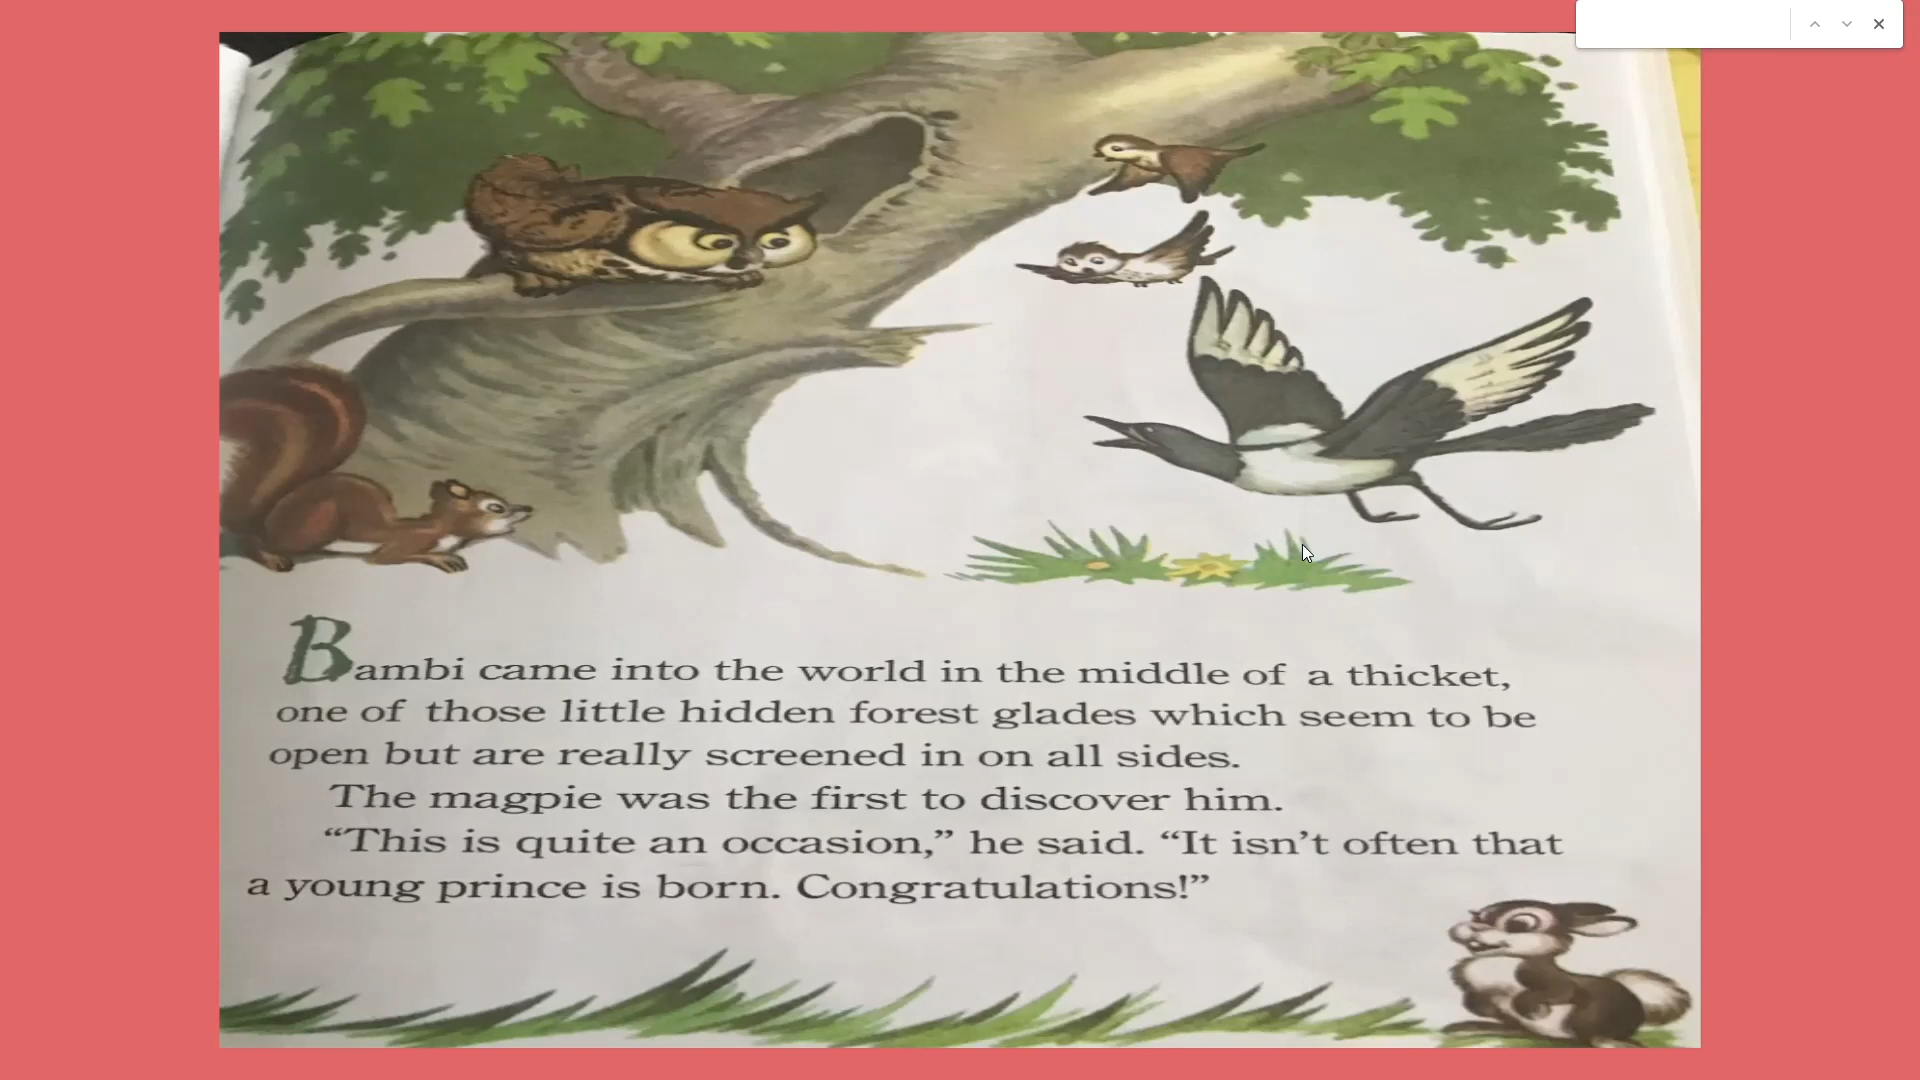 Bambi came into the world in the middle of a thicket,
one of those little hidden forest glades which seem to be
open but are really screened in on all sides.
The magpie was the first to discover him.
“This is quite an occasion,” he said. “It isn’t often that
a young prince is born. Congratulations!”